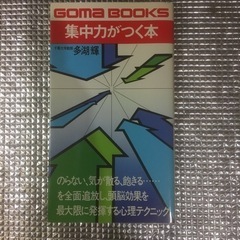 GOMA BOOKS
集中力がつく本
多湖輝
のらない、気が散る、飽きる……
を全面追放し、頭脳効果を
最大限に発揮する心理テクニック